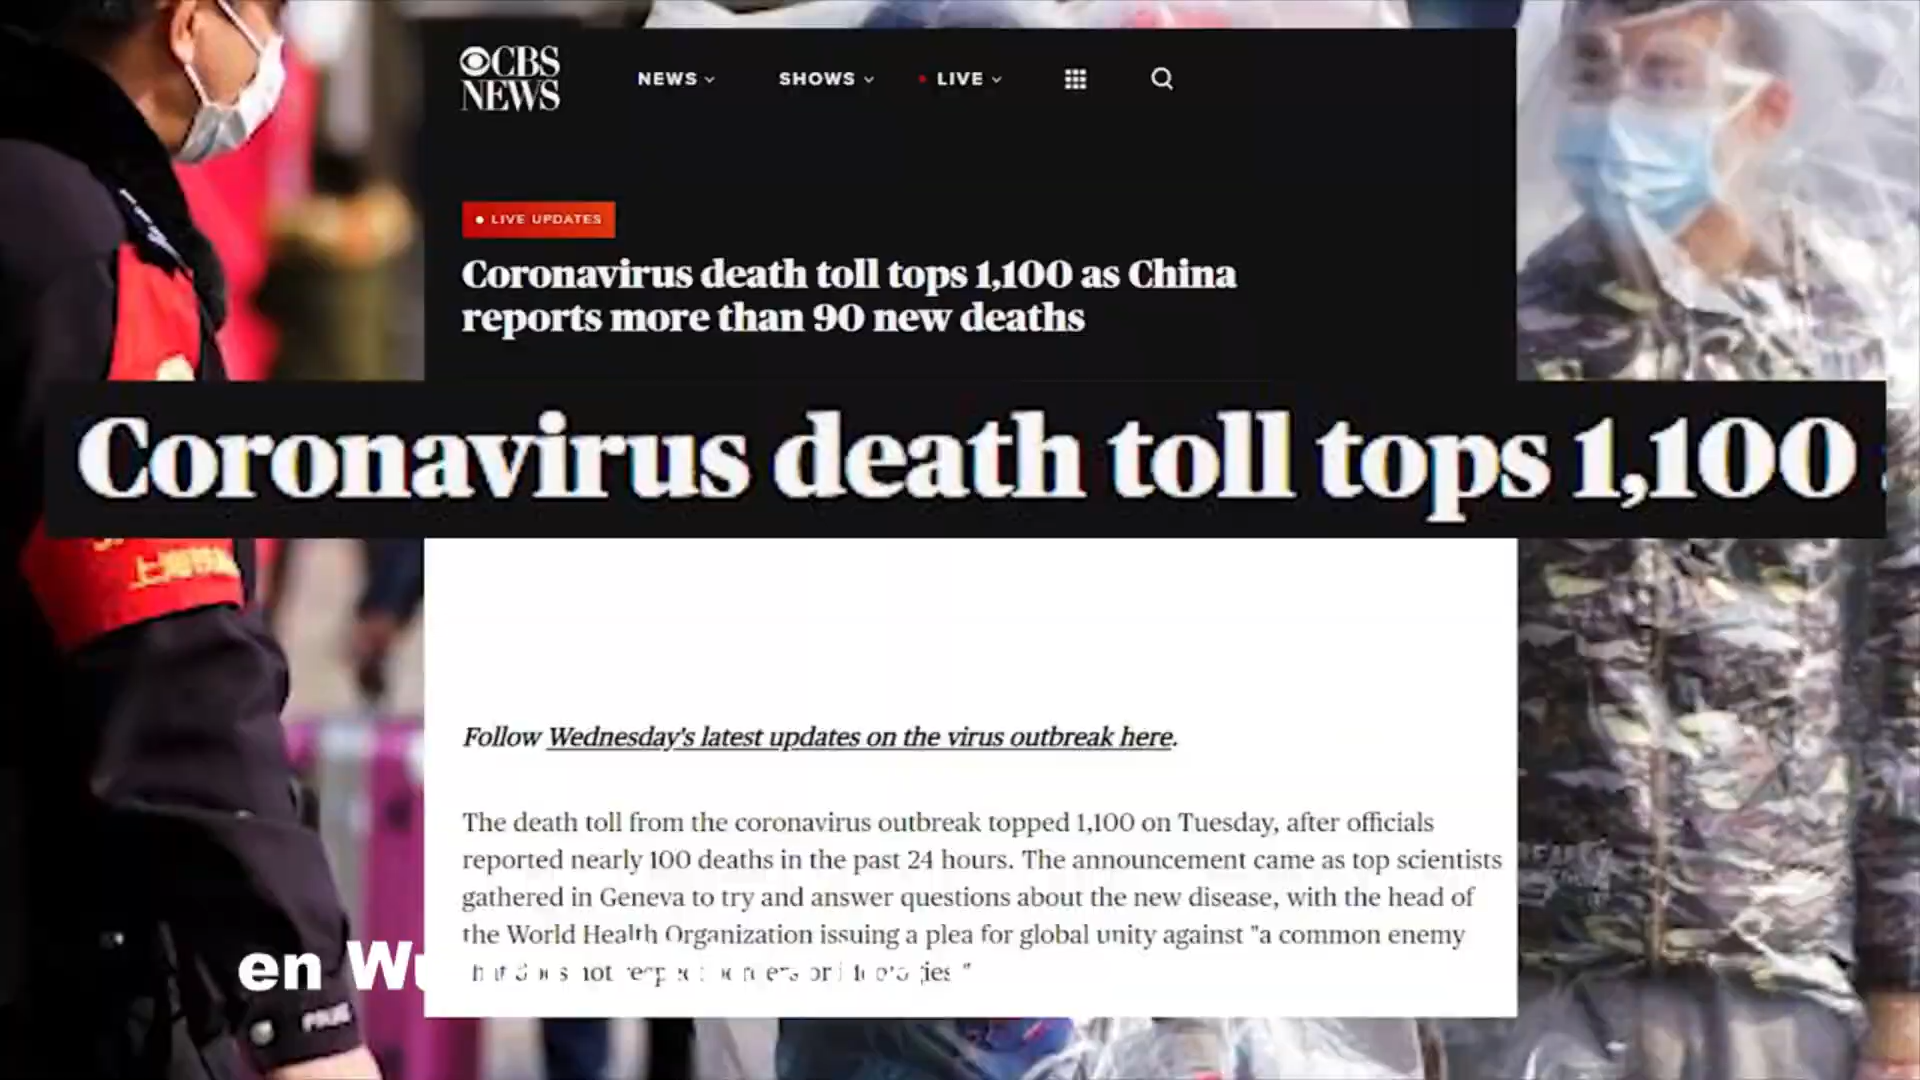 CBS
NEWS
NEWS
SHOWS
LIVE
LIVE UPDATES
Coronavirus death toll tops 1,100 as China
reports more than 90 new deaths
Coronavirus death toll tops 1,100
Follow Wednesday's latest updates on the virus outbreak here.
The death toll from the coronavirus outbreak topped 1,100 on Tuesday, after officials
reported nearly 100 deaths in the past 24 hours. The announcement came as top scientists
gathered in Geneva to try and answer questions about the new disease, with the head of
the World Health Organization issuing a plea for global unity against "a common enemy
not
en